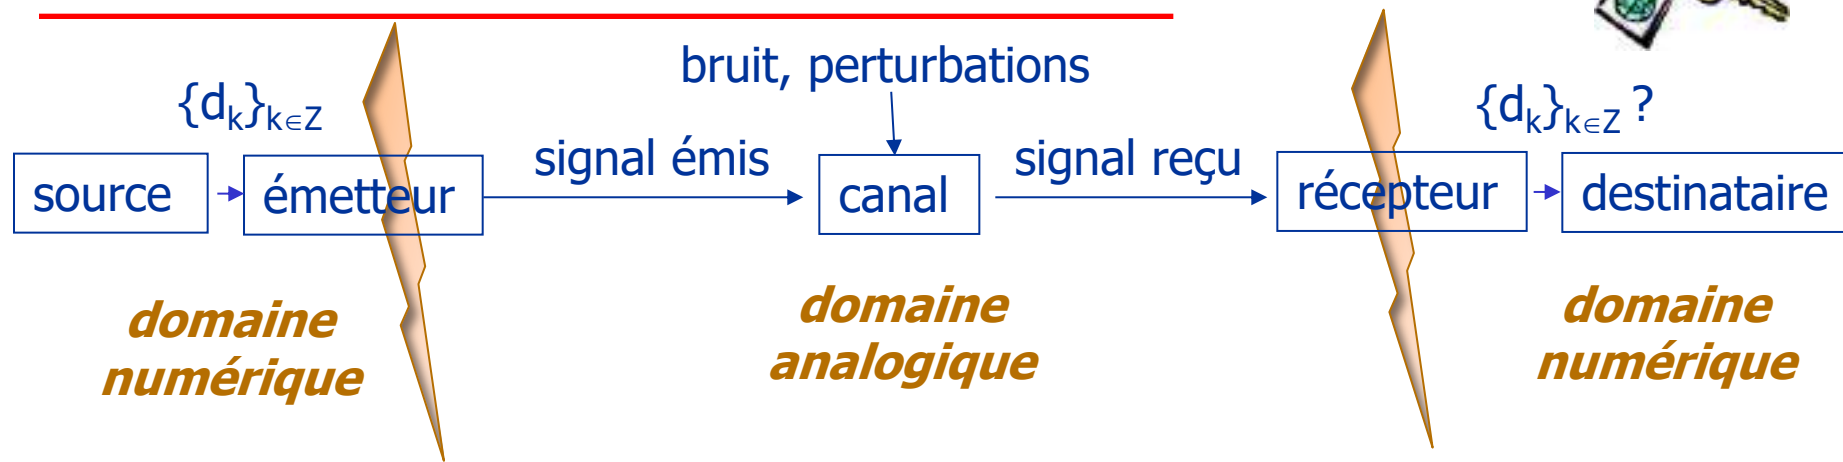 bruit, perturbations
{dk}k∈Z
{dk}k∈Z ?
signal émis
signal reçu
source
émetteur
canal
récepteur
destinataire
domaine
numérique
domaine
analogique
domaine
numérique